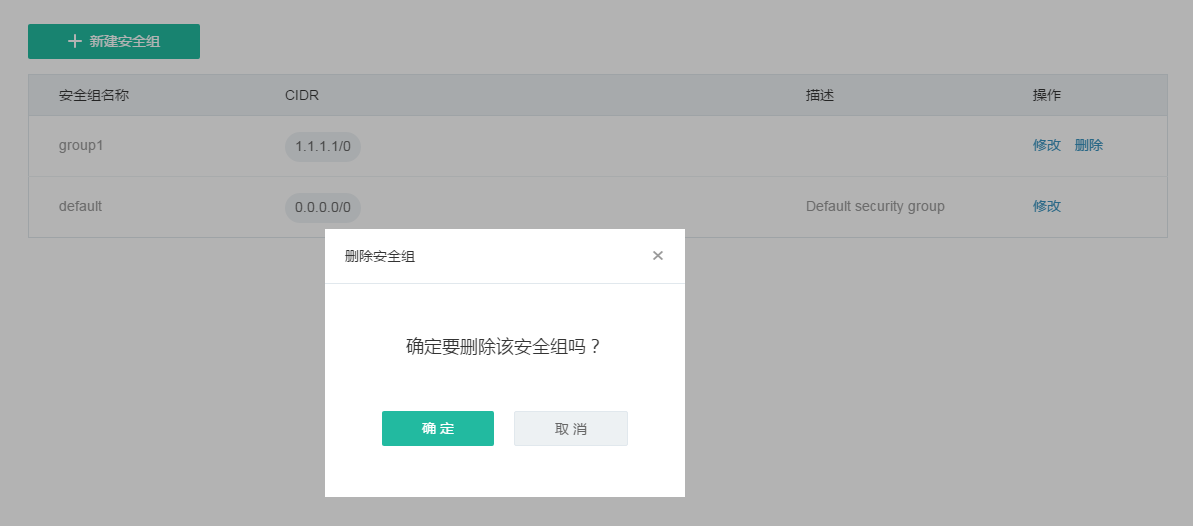 新建安全组
安全组名称 CIDR 描述 操作
group1 1.1.1.1/0 修改 删除
default 0.0.0.0/0 Default security group 修改
删除安全组
确定要删除该安全组吗？
确 定 取 消